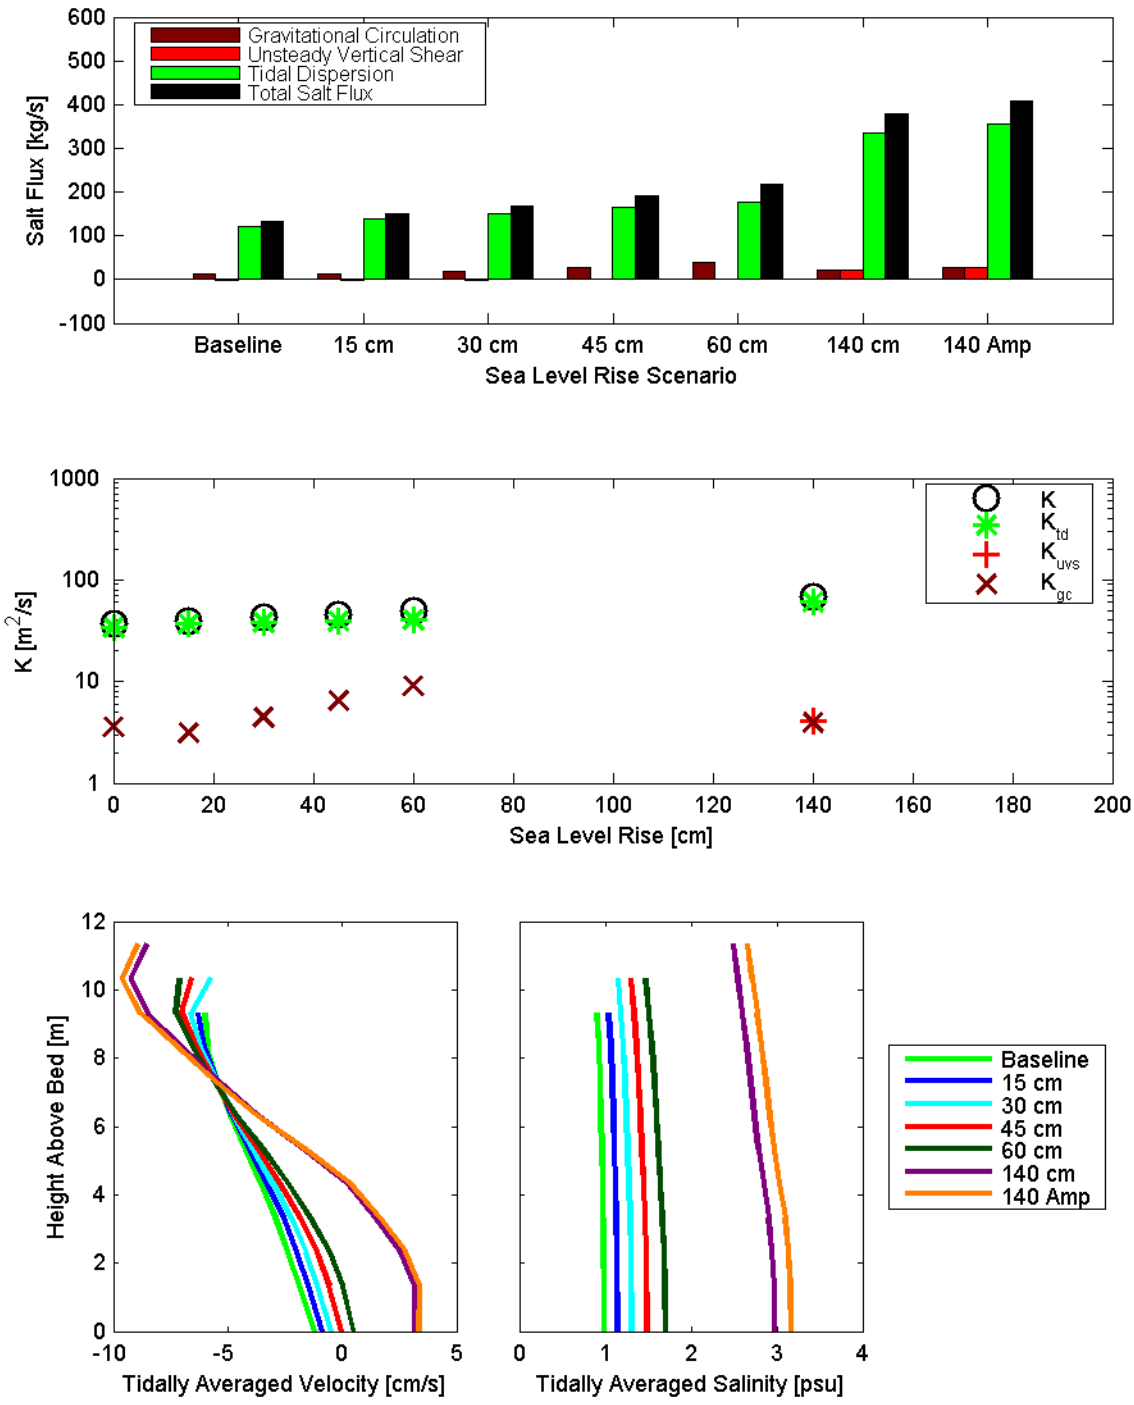 600
500
400
300
200
100
0
-100
Salt Flux [kg/s]
Gravitational Circulation
Unsteady Vertical Shear
Tidal Dispersion
Total Salt Flux
Baseline 15 cm 30 cm 45 cm 60 cm 140 cm 140 Amp
Sea Level Rise Scenario
1000
100
10
1
K [m²/s]
K
K_td
K_uvs
K_gc
0 20 40 60 80 100 120 140 160 180 200
Sea Level Rise [cm]
12
10
8
6
4
2
0
Height Above Bed [m]
-10 -5 0 5
Tidally Averaged Velocity [cm/s]
0 1 2 3 4
Tidally Averaged Salinity [psu]
Baseline
15 cm
30 cm
45 cm
60 cm
140 cm
140 Amp